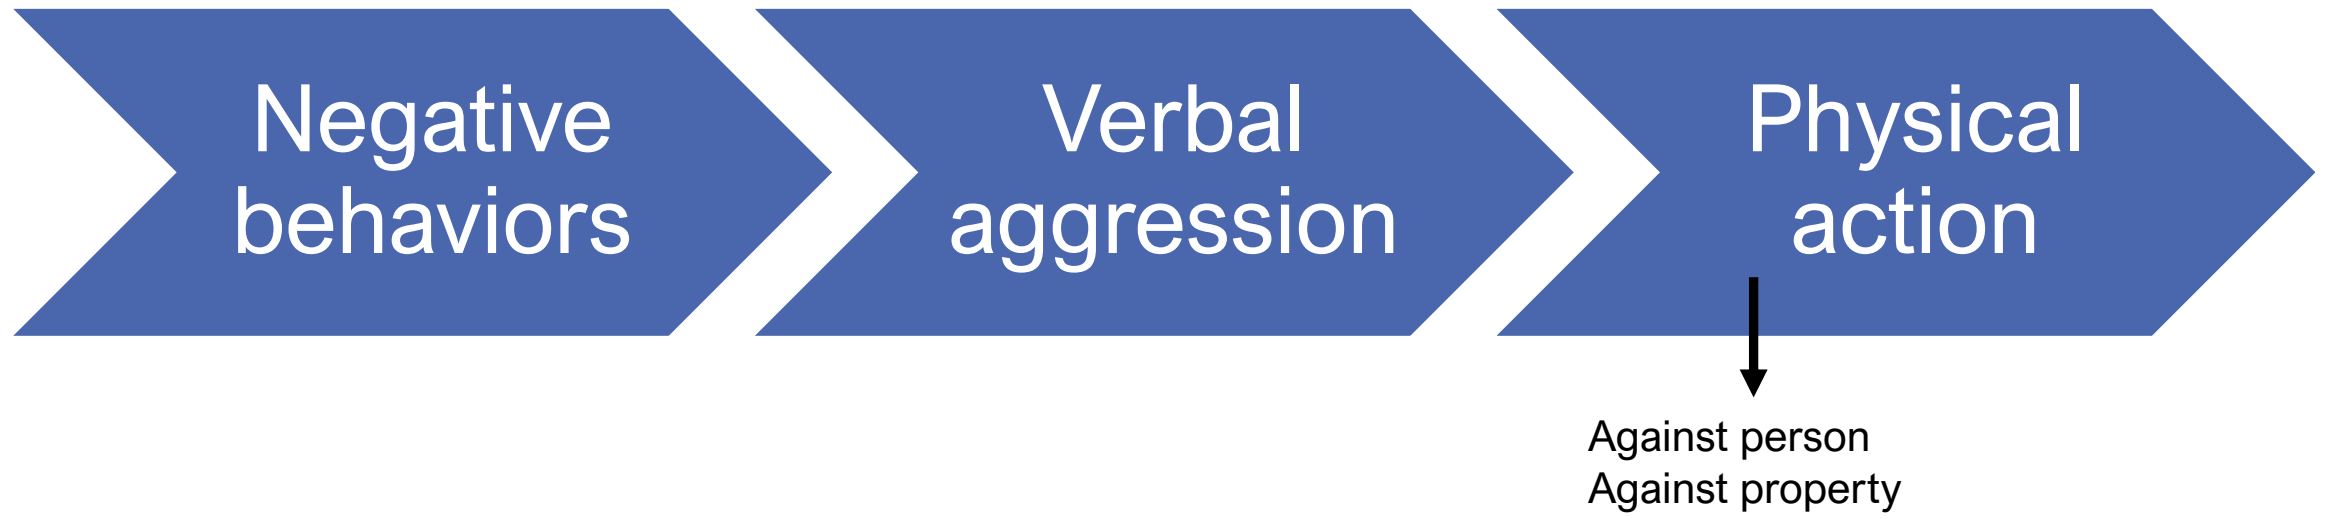 Negative
behaviors
Verbal
aggression
Physical
action
Against person
Against property